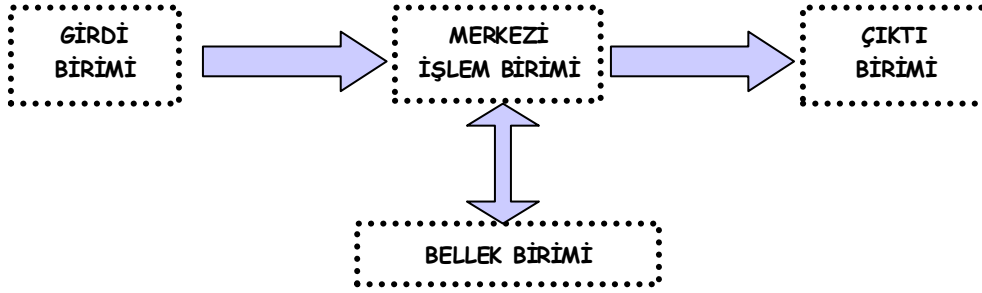 GİRDİ
BİRİMİ
MERKEZİ
İŞLEM BİRİMİ
ÇIKTI
BİRİMİ
BELLEK BİRİMİ